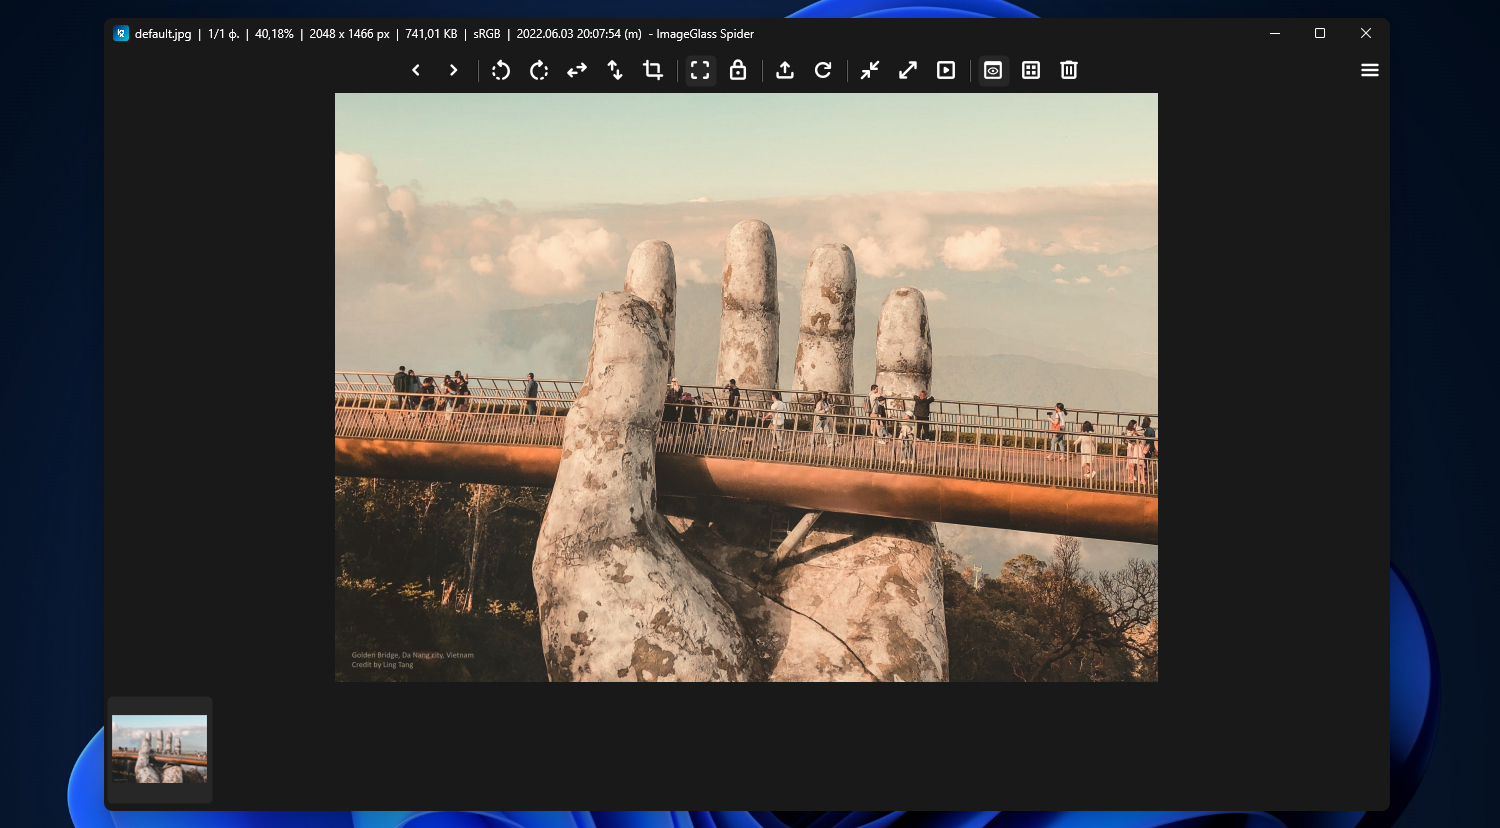 default.jpg | 1/1 ф. | 40,18% | 2048 x 1466 px | 741,01 KB | sRGB | 2022.06.03 20:07:54 (m) - ImageGlass Spider
Golden Bridge, Da Nang city, Vietnam
Credit by Ling Tang